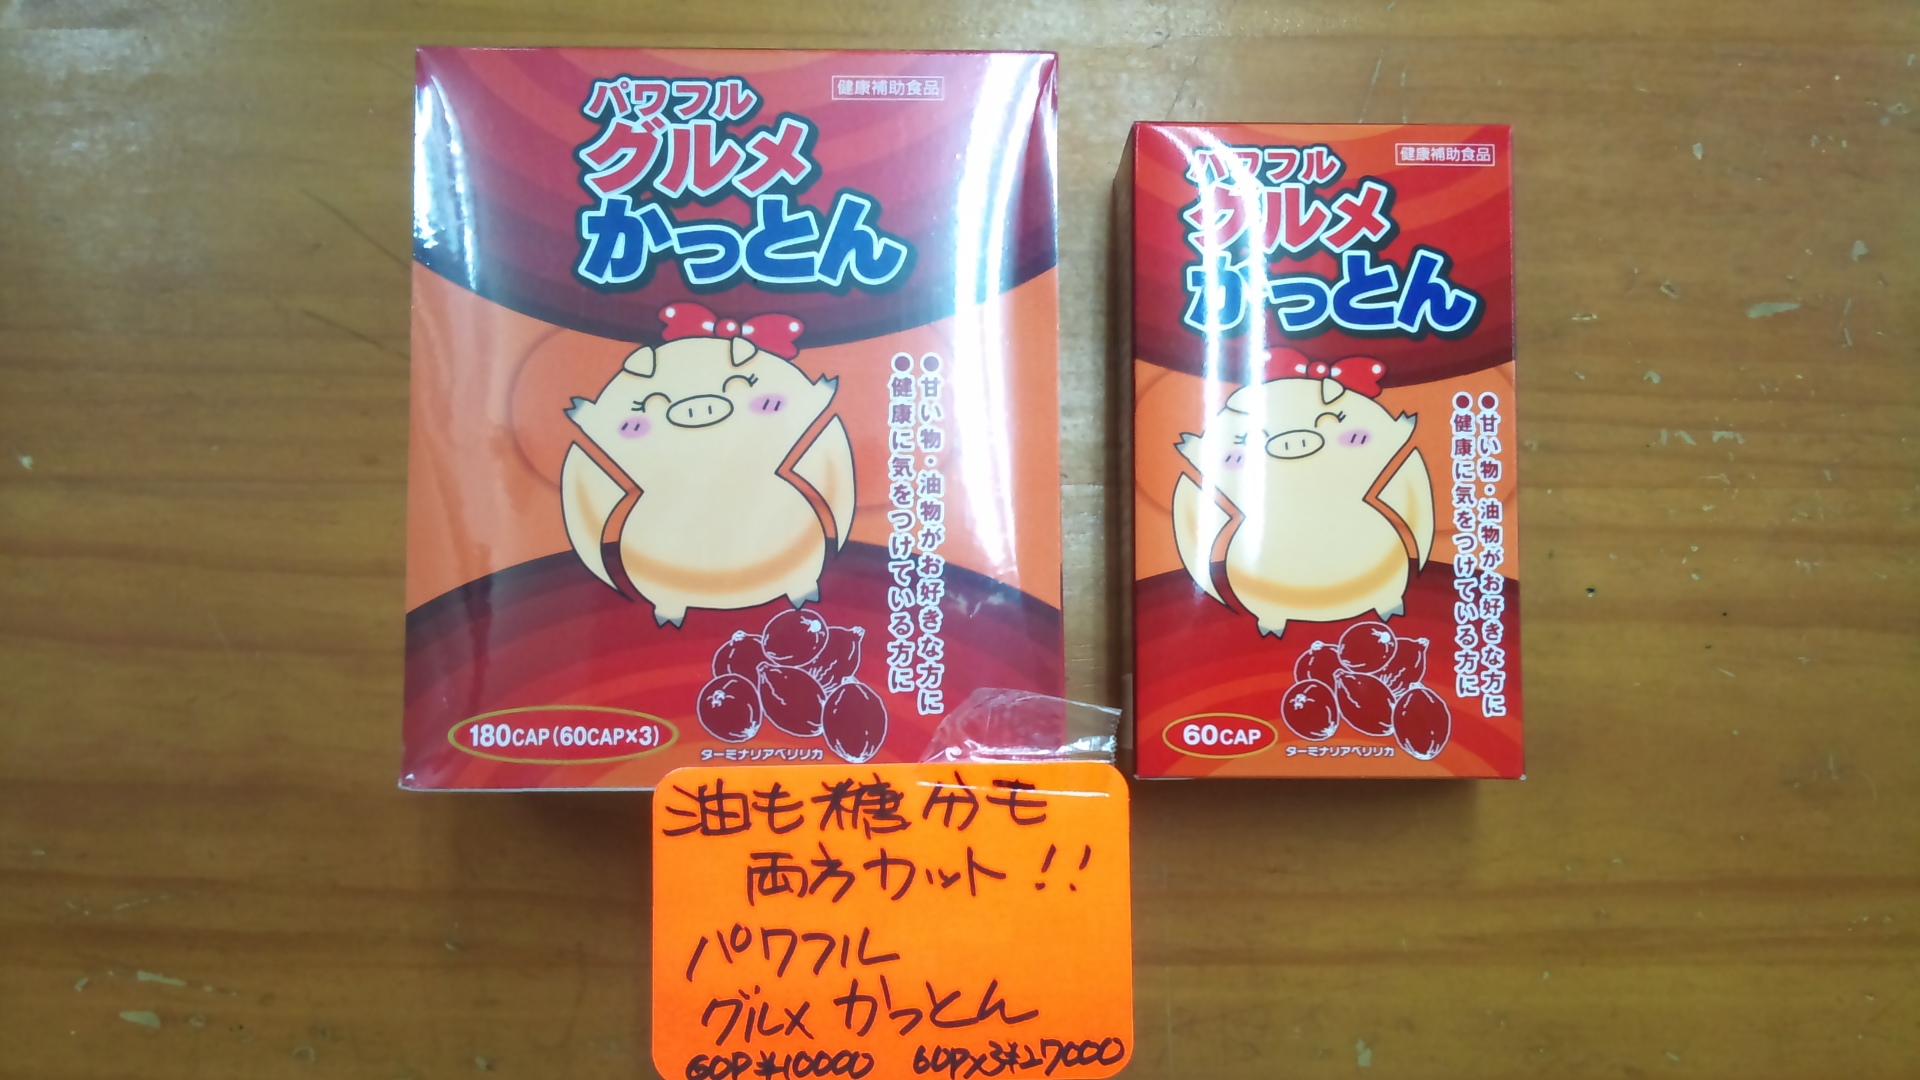 健康補助食品
パワフル
グルメ
かっとん
●甘い物・油物がお好きな方に
●健康に気をつけている方に
180CAP(60CAP×3)
ターミナリアベリリカ
健康補助食品
パワフル
グルメ
かっとん
●甘い物・油物がお好きな方に
●健康に気をつけている方に
60CAP
ターミナリアベリリカ
油も糖分も
両方カット!!
パワフル
グルメかっとん
60P¥10000 60P×3¥27000